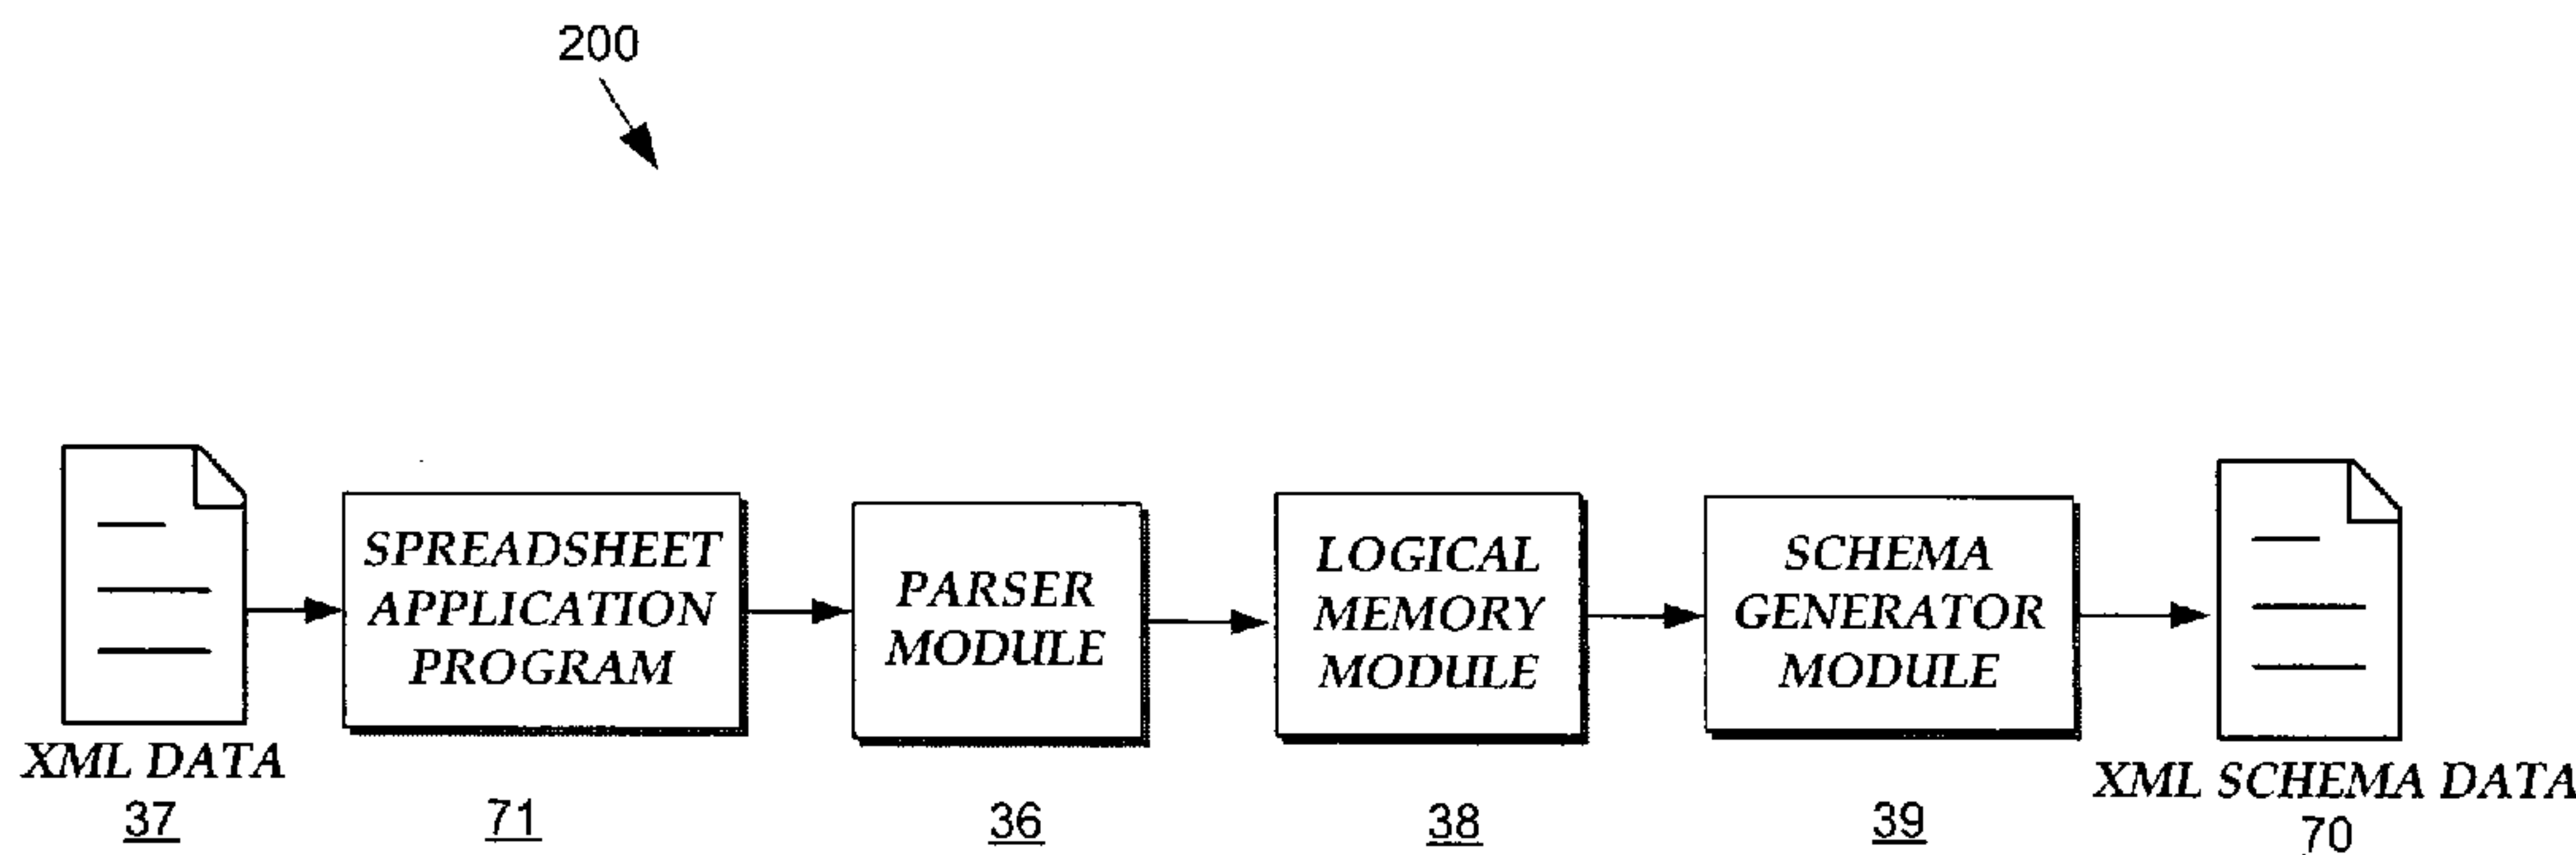 200
SPREADSHEET
APPLICATION
PROGRAM
PARSER
MODULE
LOGICAL
MEMORY
MODULE
SCHEMA
GENERATOR
MODULE
XML DATA
37
71
36
38
39
XML SCHEMA DATA
70